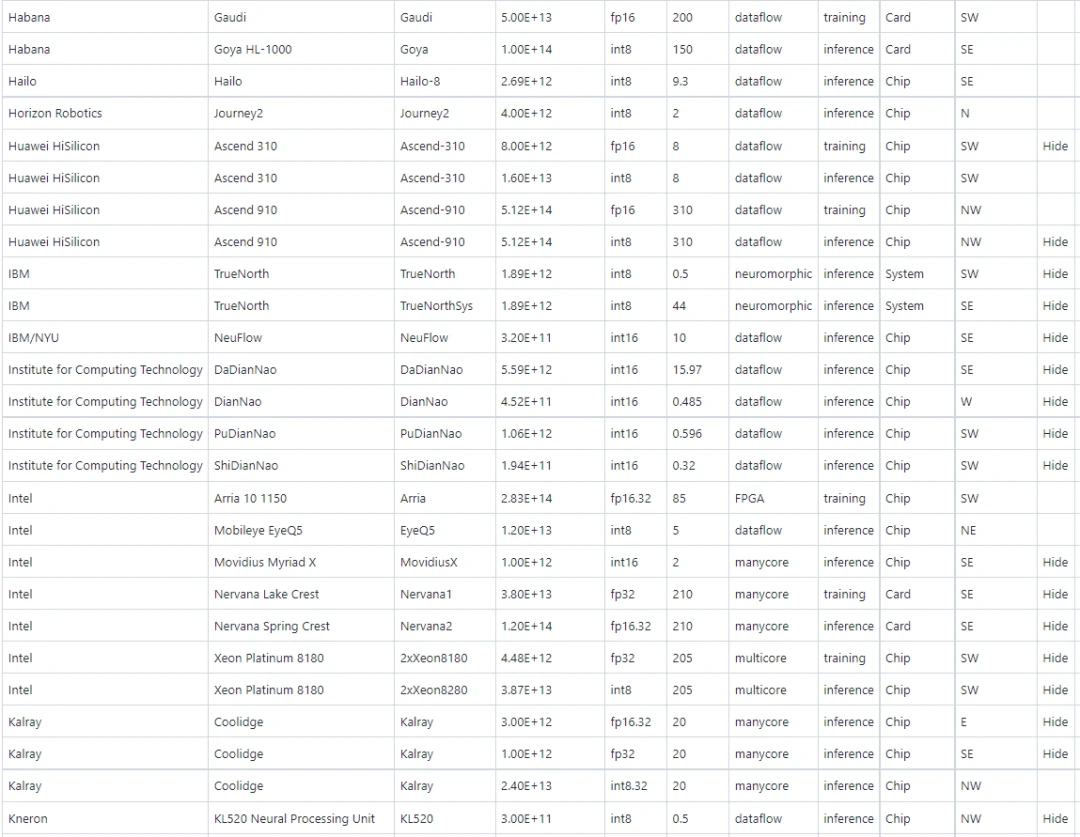 Habana Gaudi Gaudi 5.00E+13 fp16 200 dataflow training Card SW
Habana Goya HL-1000 Goya 1.00E+14 int8 150 dataflow inference Card SE
Hailo Hailo Hailo-8 2.69E+12 int8 9.3 dataflow inference Chip SE
Horizon Robotics Journey2 Journey2 4.00E+12 int8 2 dataflow inference Chip N
Huawei HiSilicon Ascend 310 Ascend-310 8.00E+12 fp16 8 dataflow training Chip SW Hide
Huawei HiSilicon Ascend 310 Ascend-310 1.60E+13 int8 8 dataflow inference Chip SW
Huawei HiSilicon Ascend 910 Ascend-910 5.12E+14 fp16 310 dataflow training Chip NW
Huawei HiSilicon Ascend 910 Ascend-910 5.12E+14 int8 310 dataflow inference Chip NW Hide
IBM TrueNorth TrueNorth 1.89E+12 int8 0.5 neuromorphic inference System SW Hide
IBM TrueNorth TrueNorthSys 1.89E+12 int8 44 neuromorphic inference System SE Hide
IBM/NYU NeuFlow NeuFlow 3.20E+11 int16 10 dataflow inference Chip SE Hide
Institute for Computing Technology DaDianNao DaDianNao 5.59E+12 int16 15.97 dataflow inference Chip SE Hide
Institute for Computing Technology DianNao DianNao 4.52E+11 int16 0.485 dataflow inference Chip W Hide
Institute for Computing Technology PuDianNao PuDianNao 1.06E+12 int16 0.596 dataflow inference Chip SW Hide
Institute for Computing Technology ShiDianNao ShiDianNao 1.94E+11 int16 0.32 dataflow inference Chip SW Hide
Intel Arria 10 1150 Arria 2.83E+14 fp16.32 85 FPGA training Chip SW
Intel Mobileye EyeQ5 EyeQ5 1.20E+13 int8 5 dataflow inference Chip NE
Intel Movidius Myriad X MovidiusX 1.00E+12 int16 2 manycore inference Chip SE Hide
Intel Nervana Lake Crest Nervana1 3.80E+13 fp32 210 manycore training Card SE Hide
Intel Nervana Spring Crest Nervana2 1.20E+14 fp16.32 210 manycore inference Card SE Hide
Intel Xeon Platinum 8180 2xXeon8180 4.48E+12 fp32 205 multicore training Chip SW Hide
Intel Xeon Platinum 8180 2xXeon8280 3.87E+13 int8 205 multicore inference Chip SW Hide
Kalray Coolidge Kalray 3.00E+12 fp16.32 20 manycore inference Chip E Hide
Kalray Coolidge Kalray 1.00E+12 fp32 20 manycore inference Chip SE Hide
Kalray Coolidge Kalray 2.40E+13 int8.32 20 manycore inference Chip NW
Kneron KL520 Neural Processing Unit KL520 3.00E+11 int8 0.5 dataflow inference Chip NW Hide